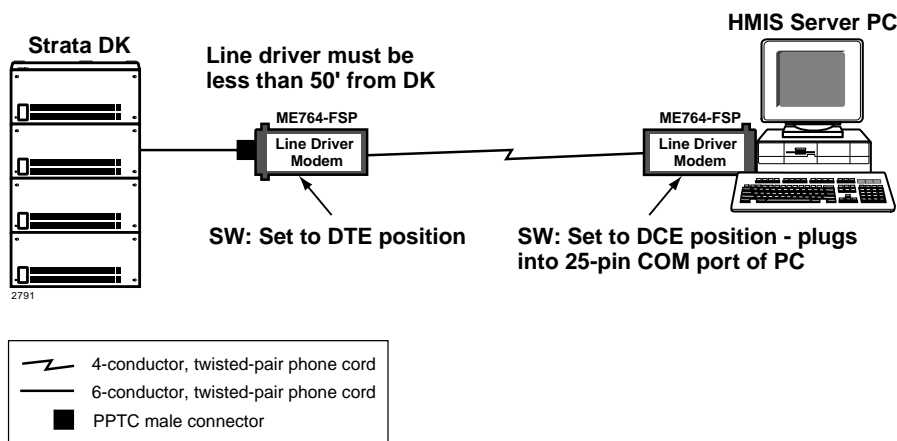 HMIS Server PC
Strata DK
Line driver must be
less than 50' from DK
ME764-FSP
Line Driver
Modem
ME764-FSP
Line Driver
Modem
SW: Set to DTE position
SW: Set to DCE position - plugs
into 25-pin COM port of PC
2791
4-conductor, twisted-pair phone cord
6-conductor, twisted-pair phone cord
PPTC male connector